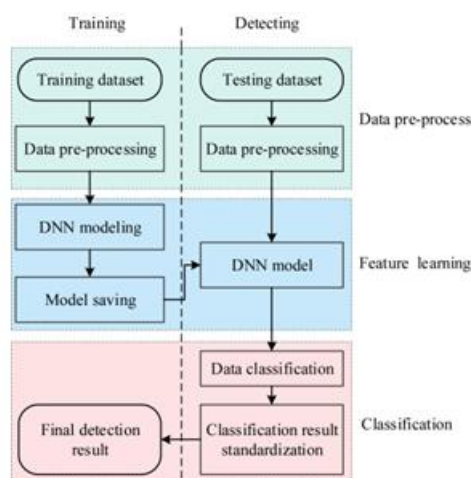 Training
Detecting
Training dataset
Testing dataset
Data pre-processing
Data pre-processing
Data pre-process
DNN modeling
Model saving
DNN model
Feature learning
Data classification
Final detection
result
Classification result
standardization
Classification